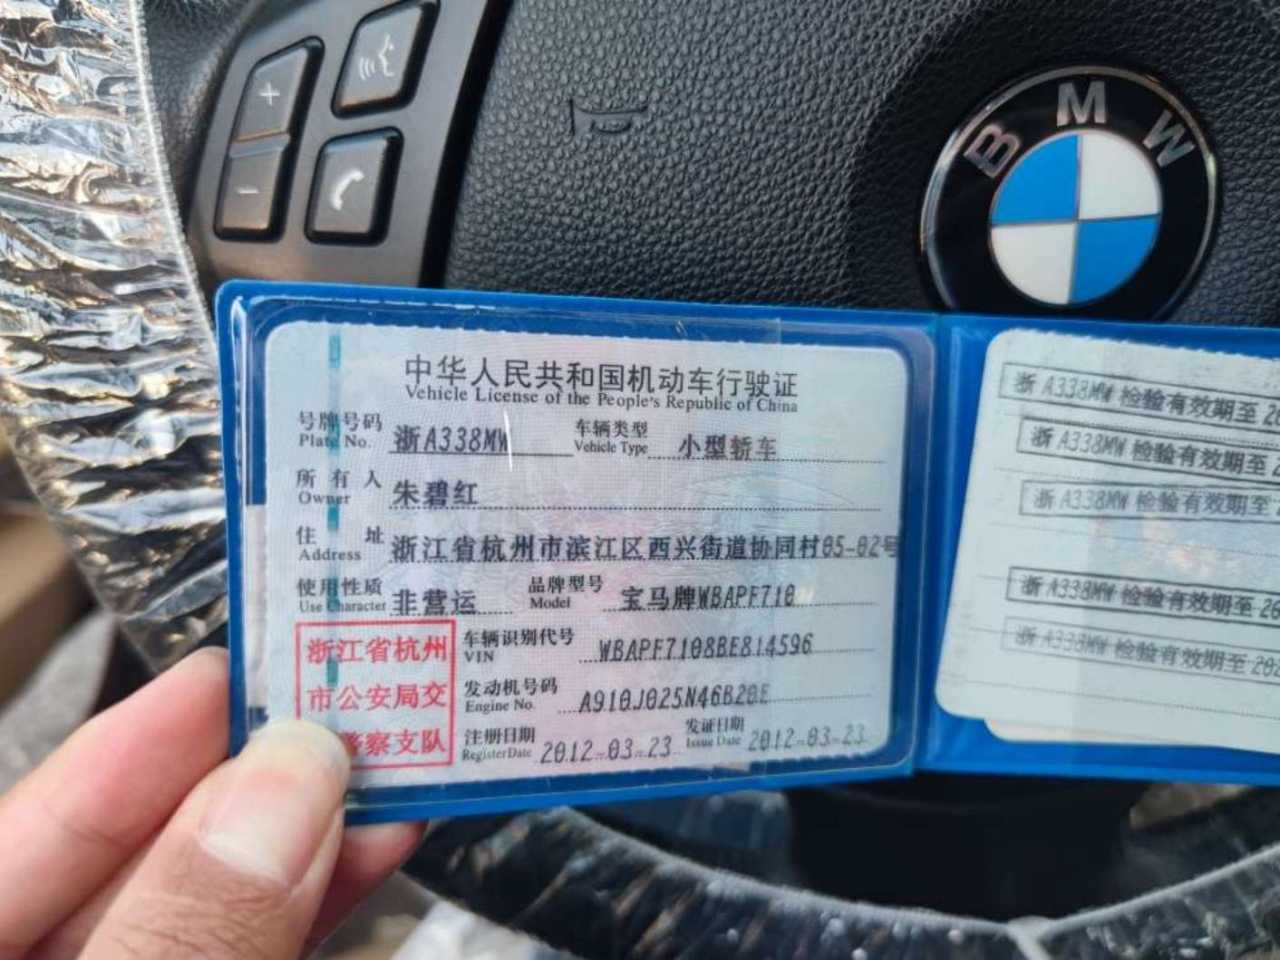 BMW
中华人民共和国机动车行驶证
Vehicle License of the People's Republic of China
号牌号码 浙A338MW 车辆类型 小型轿车
Plate No. Vehicle Type
所有人 朱碧红
Owner
住址 浙江省杭州市滨江区西兴街道协同村05-02号
Address
使用性质 非营运 品牌型号 宝马牌WBAPF710
Use Character Model
浙江省杭州
市公安局交
警察支队
车辆识别代号 WBAPF7108BE814596
VIN
发动机号码 A910J025N46B20E
Engine No.
注册日期 2012-03-23 发证日期 2012-03-23
Register Date Issue Date
浙A338MW 检验有效期至 20
浙A338MW 检验有效期至 2
浙A338MW 检验有效期至
浙A338MW 检验有效期至 20
浙A338MW 检验有效期至 202